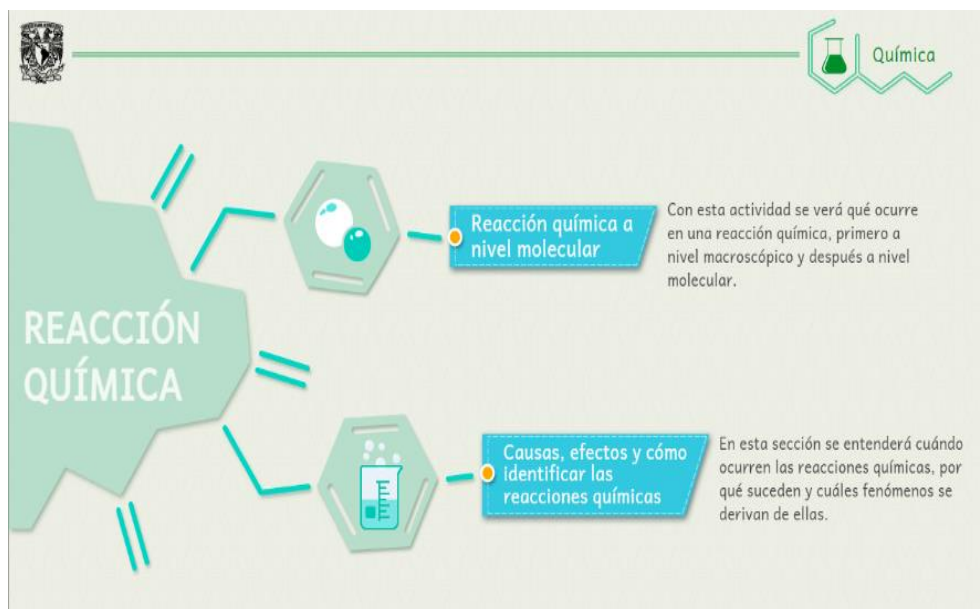 Química
REACCIÓN
QUÍMICA
Reacción química a
nivel molecular
Con esta actividad se verá qué ocurre
en una reacción química, primero a
nivel macroscópico y después a nivel
molecular.
Causas, efectos y cómo
identificar las
reacciones químicas
En esta sección se entenderá cuándo
ocurren las reacciones químicas, por
qué suceden y cuáles fenómenos se
derivan de ellas.